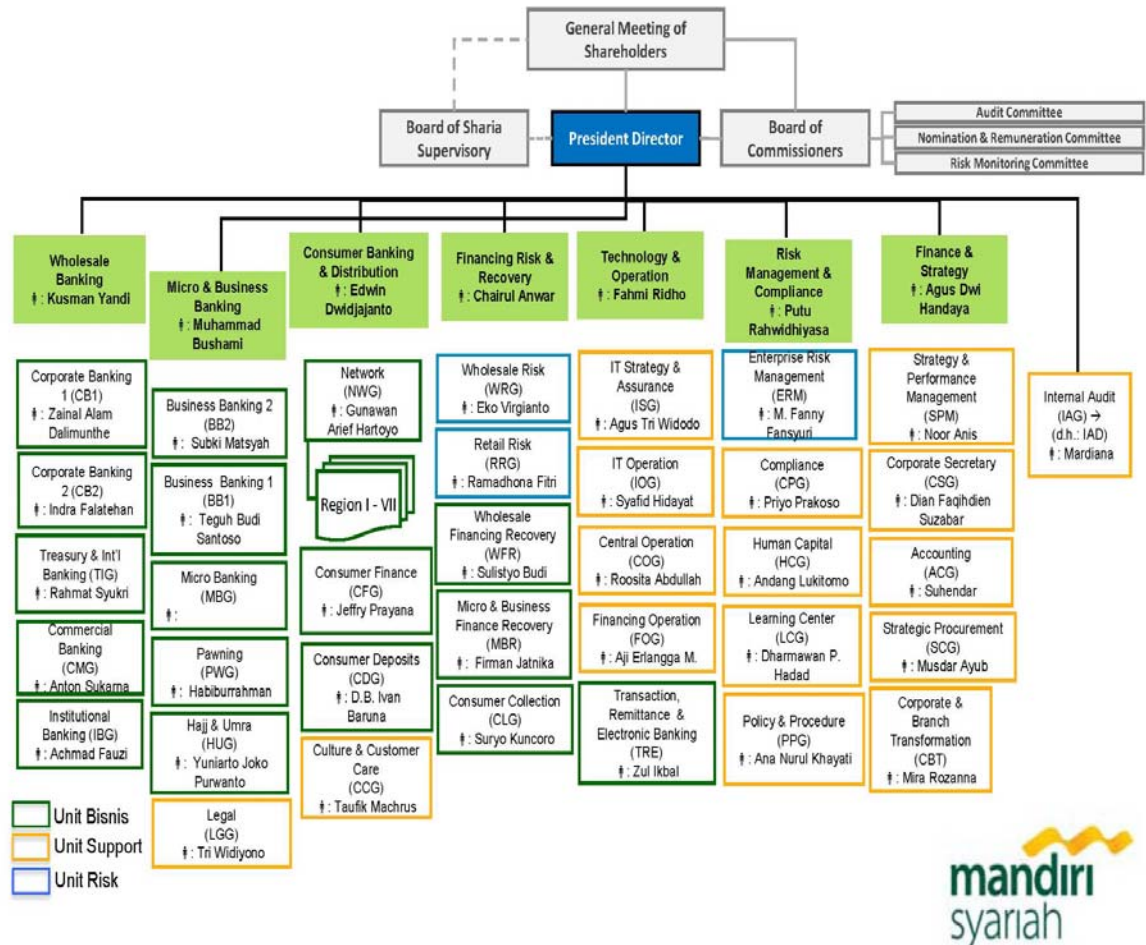 General Meeting of
Shareholders
Board of Sharia
Supervisory
President Director
Board of
Commissioners
Audit Committee
Nomination & Remuneration Committee
Risk Monitoring Committee
Wholesale
Banking
: Kusman Yandi
Micro & Business
Banking
: Muhammad
Bushami
Consumer Banking
& Distribution
: Edwin
Dwidjajanto
Financing Risk &
Recovery
: Chairul Anwar
Technology &
Operation
: Fahmi Ridho
Risk
Management &
Compliance
: Putu
Rahwidhiyasa
Finance &
Strategy
: Agus Dwi
Handaya
Corporate Banking
1 (CB1)
: Zainal Alam
Dalimunthe
Corporate Banking
2 (CB2)
: Indra Falatehan
Treasury & Int'l
Banking (TIG)
: Rahmat Syukri
Commercial
Banking
(CMG)
: Anton Sukarna
Institutional
Banking (IBG)
: Achmad Fauzi
Business Banking 2
(BB2)
: Subki Matsyah
Business Banking 1
(BB1)
: Teguh Budi
Santoso
Micro Banking
(MBG)
:
Pawning
(PWG)
: Habiburrahman
Hajj & Umra
(HUG)
: Yuniarto Joko
Purwanto
Legal
(LGG)
: Tri Widiyono
Network
(NWG)
: Gunawan
Arief Hartoyo
Region I - VII
Consumer Finance
(CFG)
: Jeffry Prayana
Consumer Deposits
(CDG)
: D.B. Ivan
Baruna
Culture & Customer
Care
(CCG)
: Taufik Machrus
Wholesale Risk
(WRG)
: Eko Virgianto
Retail Risk
(RRG)
: Ramadhona Fitri
Wholesale
Financing Recovery
(WFR)
: Sulistyo Budi
Micro & Business
Finance Recovery
(MBR)
: Firman Jatnika
Consumer Collection
(CLG)
: Suryo Kuncoro
IT Strategy &
Assurance
(ISG)
: Agus Tri Widodo
IT Operation
(IOG)
: Syafid Hidayat
Central Operation
(COG)
: Roosita Abdullah
Financing Operation
(FOG)
: Aji Erlangga M.
Transaction,
Remittance &
Electronic Banking
(TRE)
: Zul Ikbal
Enterprise Risk
Management
(ERM)
: M. Fanny
Fansyuri
Compliance
(CPG)
: Priyo Prakoso
Human Capital
(HCG)
: Andang Lukitomo
Learning Center
(LCG)
: Dharmawan P.
Hadad
Policy & Procedure
(PPG)
: Ana Nurul Khayati
Strategy &
Performance
Management
(SPM)
: Noor Anis
Corporate Secretary
(CSG)
: Dian Faqihdien
Suzabar
Accounting
(ACG)
: Suhendar
Strategic Procurement
(SCG)
: Musdar Ayub
Corporate &
Branch
Transformation
(CBT)
: Mira Rozanna
Internal Audit
(IAG) →
(d.h.: IAD)
: Mardiana
Unit Bisnis
Unit Support
Unit Risk
mandiri
syariah